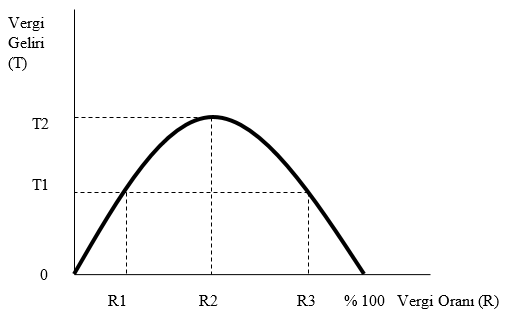 Vergi
Geliri
(T)
T2
T1
0
R1 R2 R3 % 100 Vergi Oranı (R)